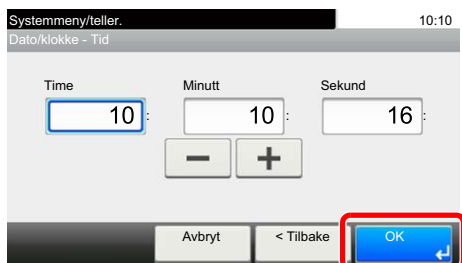 Systemmeny/teller.
10:10
Dato/klokke - Tid
Time
Minutt
Sekund
10 :
10 :
16 :
Avbryt
< Tilbake
OK